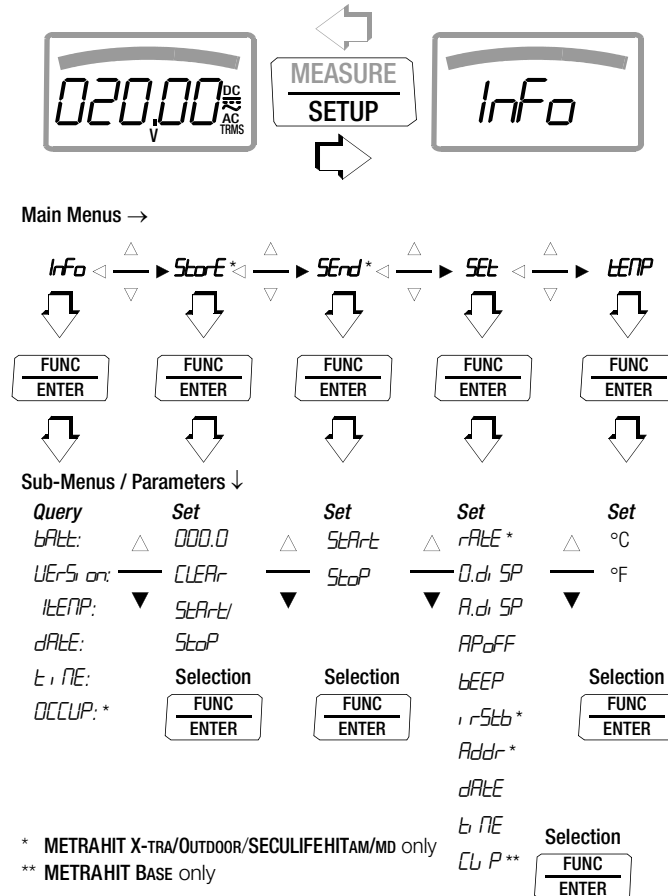 MEASURE
SETUP
020.00 V DC AC TRMS
InFo
Main Menus →
InFo StorE * SEnd * SEt tEMP
FUNC FUNC FUNC FUNC FUNC
ENTER ENTER ENTER ENTER ENTER
Sub-Menus / Parameters ↓
Query Set Set Set Set
bAtt: 000.0 StArt rAtE * °C
VErSion: CLEAr StoP 0.diSP °F
ItEMP: StArt/ A.diSP
dAtE: StoP APoFF
tiME: Selection Selection bEEP Selection
OCCUP: * FUNC FUNC irStb * FUNC
ENTER ENTER Addr * ENTER
dAtE
tiME
* METRAHIT X-TRA/OUTDOOR/SECULIFEHITAM/MD only
CLiP ** Selection
** METRAHIT BASE only
FUNC
ENTER